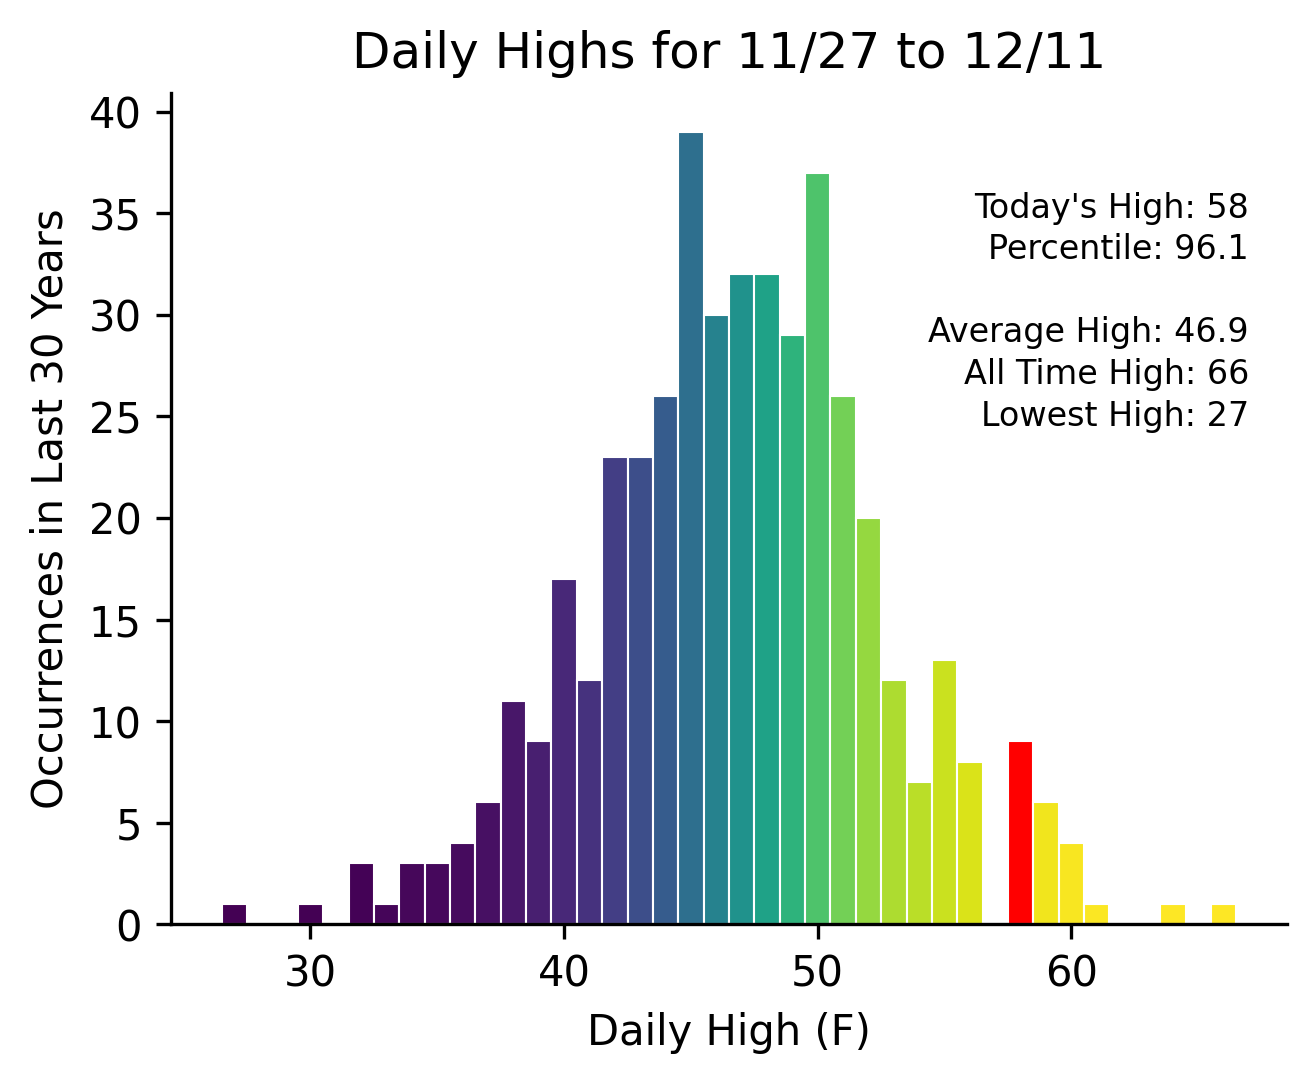 Daily Highs for 11/27 to 12/11
40
35
30
25
20
15
10
5
0
Occurrences in Last 30 Years
Today's High: 58
Percentile: 96.1
Average High: 46.9
All Time High: 66
Lowest High: 27
30
40
50
60
Daily High (F)